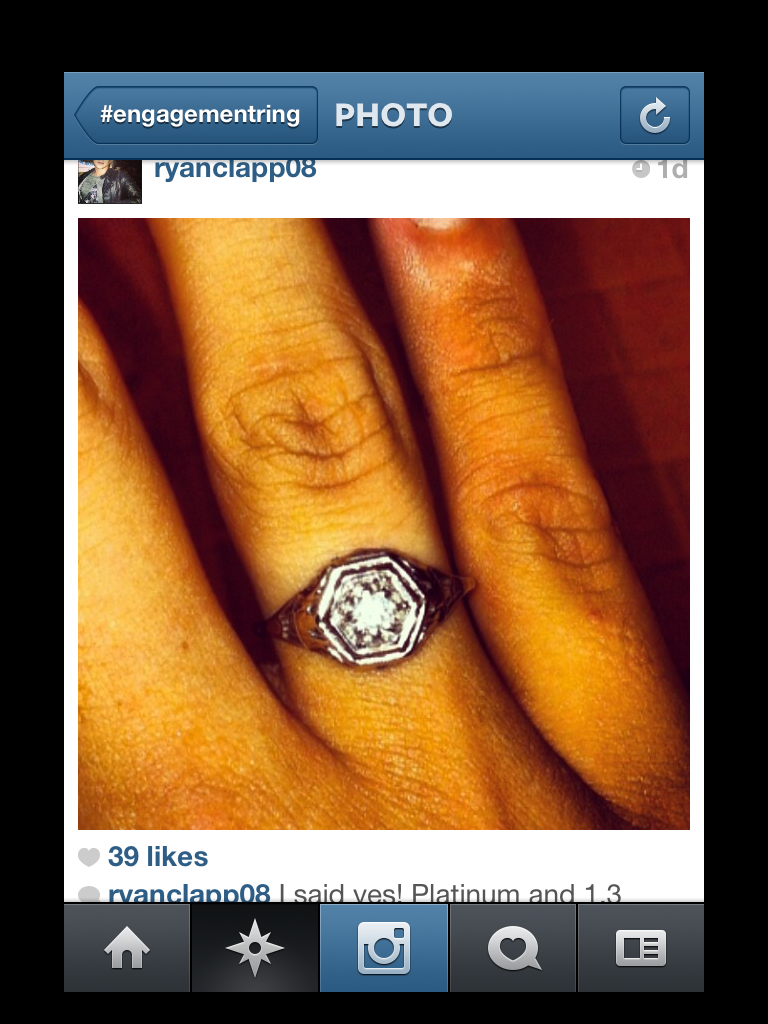 #engagementring PHOTO
ryanclapp08 1d
39 likes
ryanclapp08 I said yes! Platinum and 1.3